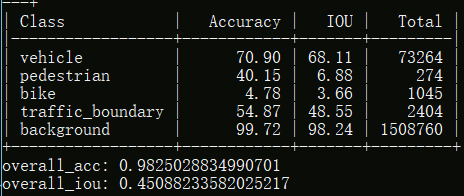 ---+
| Class            | Accuracy |   IOU |   Total |
|------------------+----------+-------+---------|
| vehicle          |    70.90 | 68.11 |   73264 |
| pedestrian       |    40.15 |  6.88 |     274 |
| bike             |     4.78 |  3.66 |    1045 |
| traffic_boundary |    54.87 | 48.55 |    2404 |
| background       |    99.72 | 98.24 | 1508760 |
+------------------+----------+-------+---------+
overall_acc: 0.9825028834990701
overall_iou: 0.45088233582025217